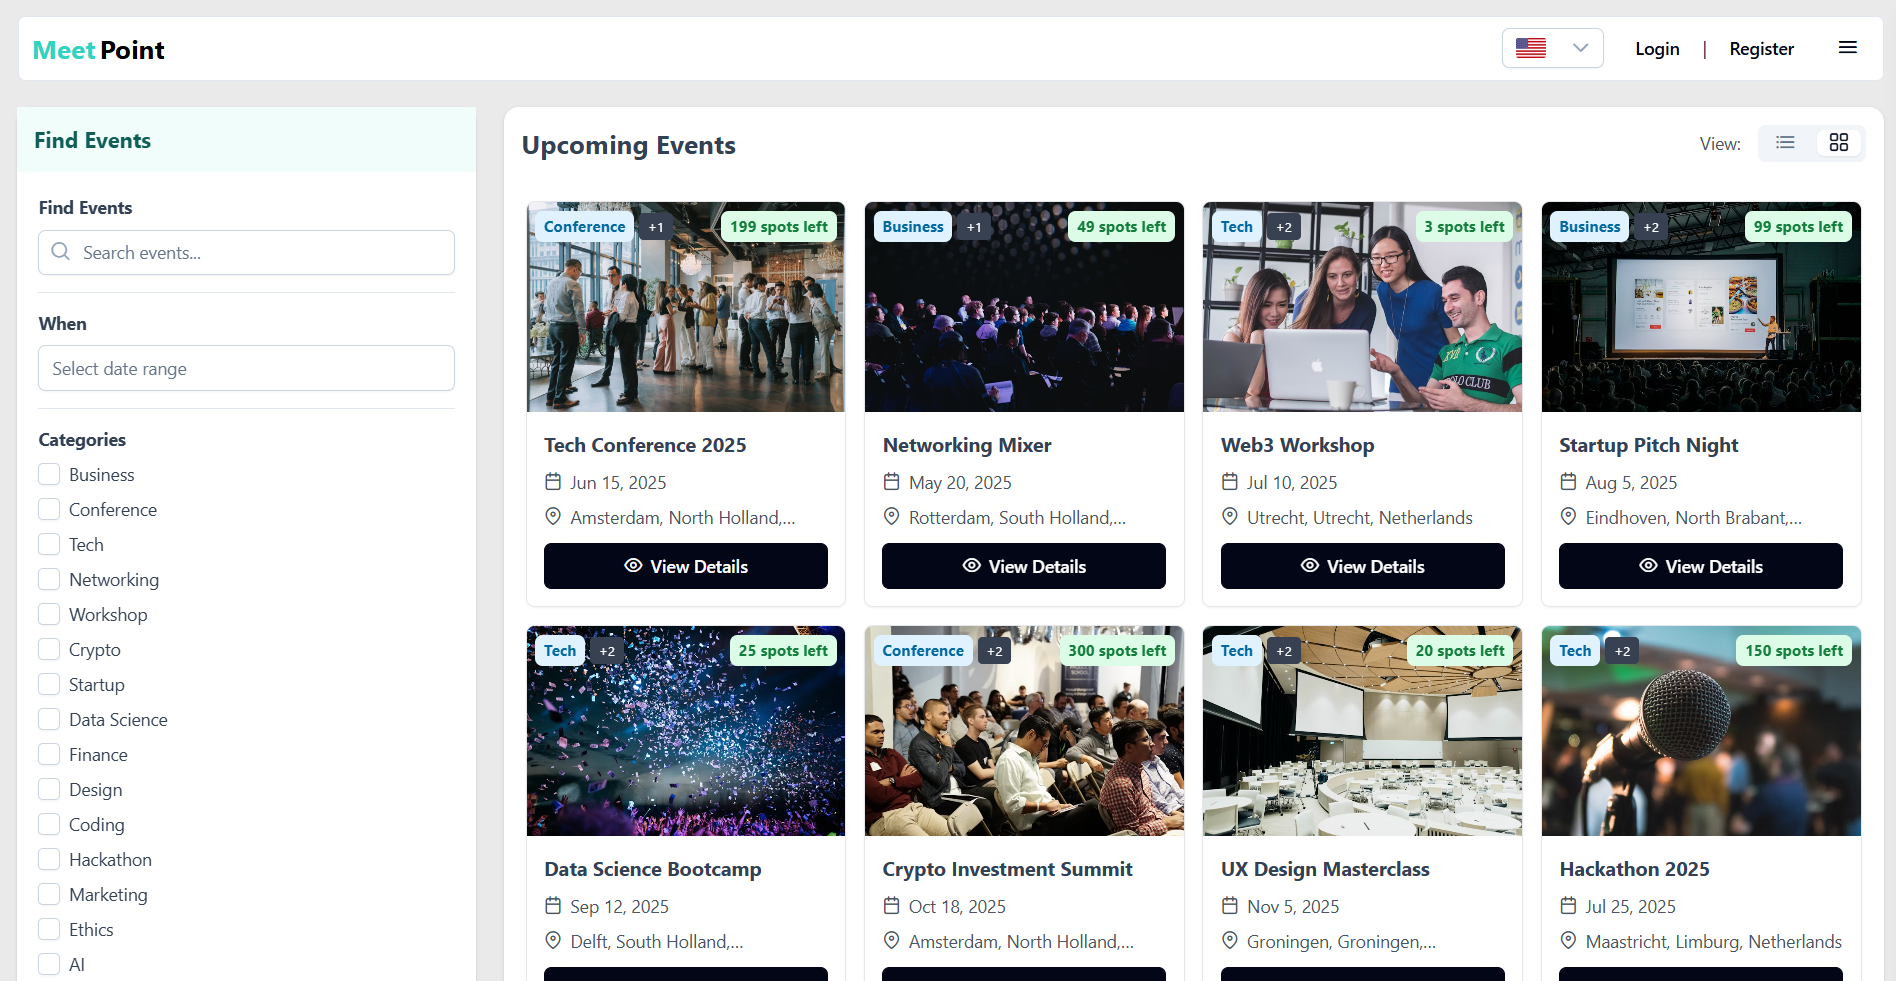 Meet Point
Login | Register
Find Events
Find Events
Search events...
When
Select date range
Categories
Business
Conference
Tech
Networking
Workshop
Crypto
Startup
Data Science
Finance
Design
Coding
Hackathon
Marketing
Ethics
AI
Upcoming Events
View:
Conference +1 199 spots left
Tech Conference 2025
Jun 15, 2025
Amsterdam, North Holland,...
View Details
Business +1 49 spots left
Networking Mixer
May 20, 2025
Rotterdam, South Holland,...
View Details
Tech +2 3 spots left
Web3 Workshop
Jul 10, 2025
Utrecht, Utrecht, Netherlands
View Details
Business +2 99 spots left
Startup Pitch Night
Aug 5, 2025
Eindhoven, North Brabant,...
View Details
Tech +2 25 spots left
Data Science Bootcamp
Sep 12, 2025
Delft, South Holland,...
Conference +2 300 spots left
Crypto Investment Summit
Oct 18, 2025
Amsterdam, North Holland,...
Tech +2 20 spots left
UX Design Masterclass
Nov 5, 2025
Groningen, Groningen,...
Tech +2 150 spots left
Hackathon 2025
Jul 25, 2025
Maastricht, Limburg, Netherlands